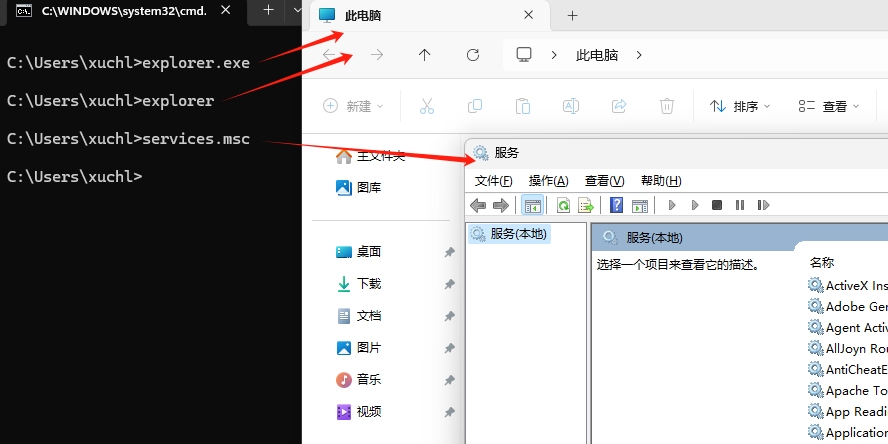 C:\WINDOWS\system32\cmd.
C:\Users\xuchl>explorer.exe
C:\Users\xuchl>explorer
C:\Users\xuchl>services.msc
C:\Users\xuchl>
此电脑
此电脑
新建
排序
查看
主文件夹
图库
桌面
下载
文档
图片
音乐
视频
服务
文件(F) 操作(A) 查看(V) 帮助(H)
服务(本地)
服务(本地)
选择一个项目来查看它的描述。
名称
ActiveX Ins
Adobe Gen
Agent Activ
AllJoyn Rou
AntiCheatE
Apache To
App Readi
Application